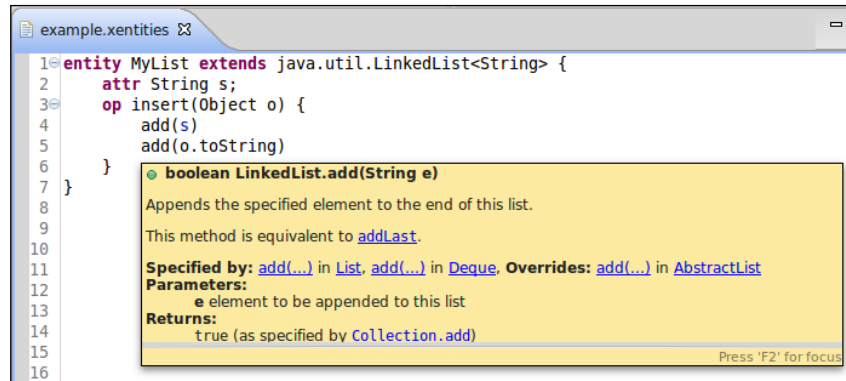 example.xentities
1 entity MyList extends java.util.LinkedList<String> {
2 attr String s;
3 op insert(Object o) {
4 add(s)
5 add(o.toString)
6 }
7 }
8
9
10
11
12
13
14
15
16
boolean LinkedList.add(String e)
Appends the specified element to the end of this list.
This method is equivalent to addLast.
Specified by: add(...) in List, add(...) in Deque, Overrides: add(...) in AbstractList
Parameters:
e element to be appended to this list
Returns:
true (as specified by Collection.add)
Press 'F2' for focus